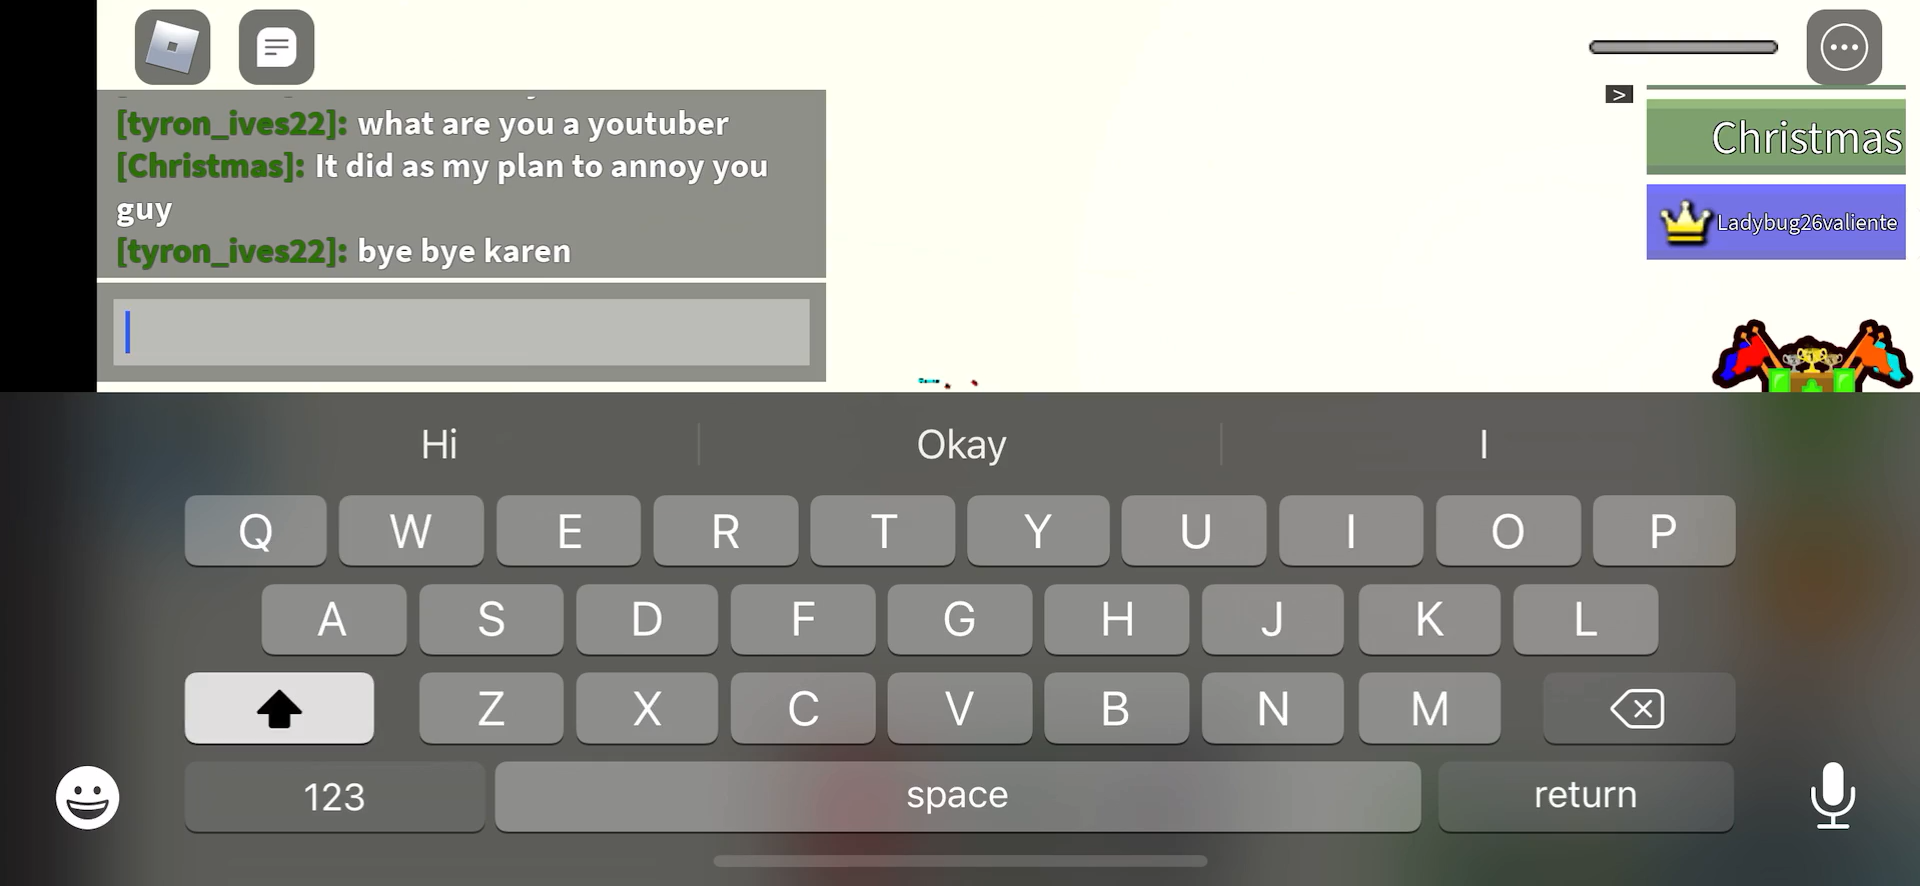 [tyron_ives22]: what are you a youtuber
[Christmas]: It did as my plan to annoy you
guy
[tyron_ives22]: bye bye karen
>
Christmas
Ladybug26valiente
Hi Okay I
Q W E R T Y U I O P
A S D F G H J K L
Z X C V B N M
123 space return